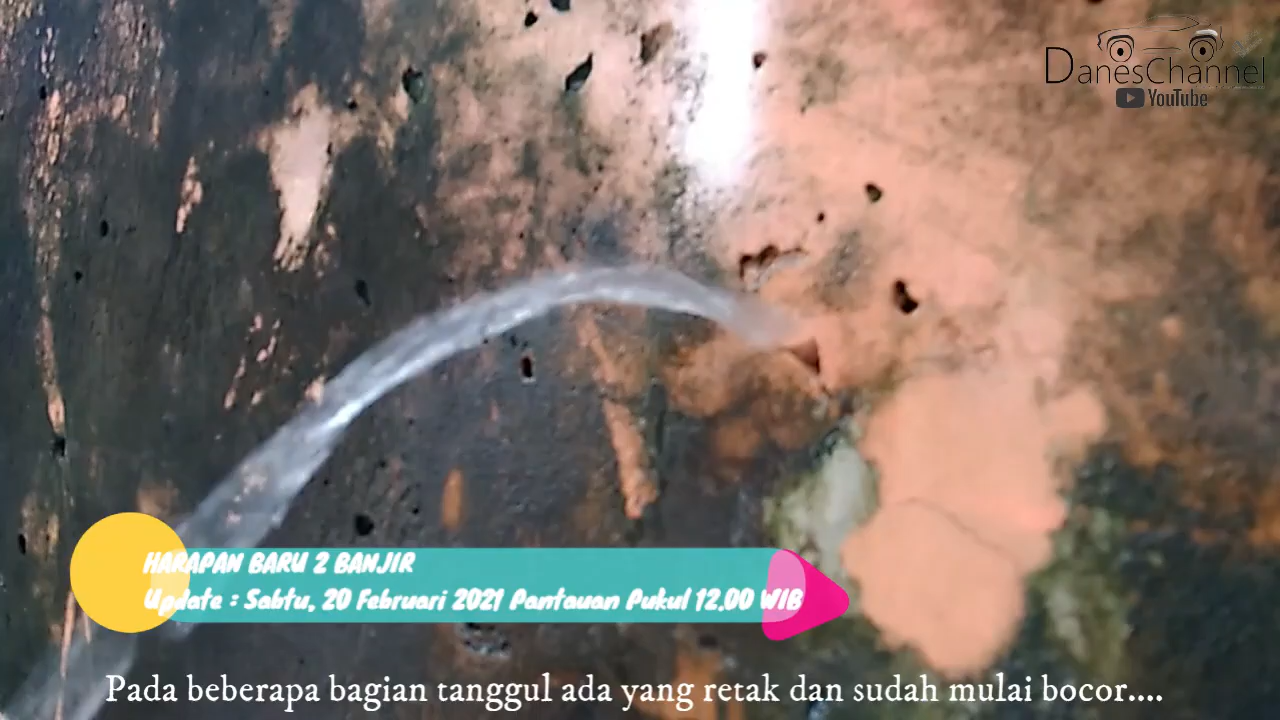 DanesChannel
YouTube
HARAPAN BARU 2 BANJIR
Update : Sabtu, 20 Februari 2021 Pantauan Pukul 12.00 WIB
Pada beberapa bagian tanggul ada yang retak dan sudah mulai bocor....